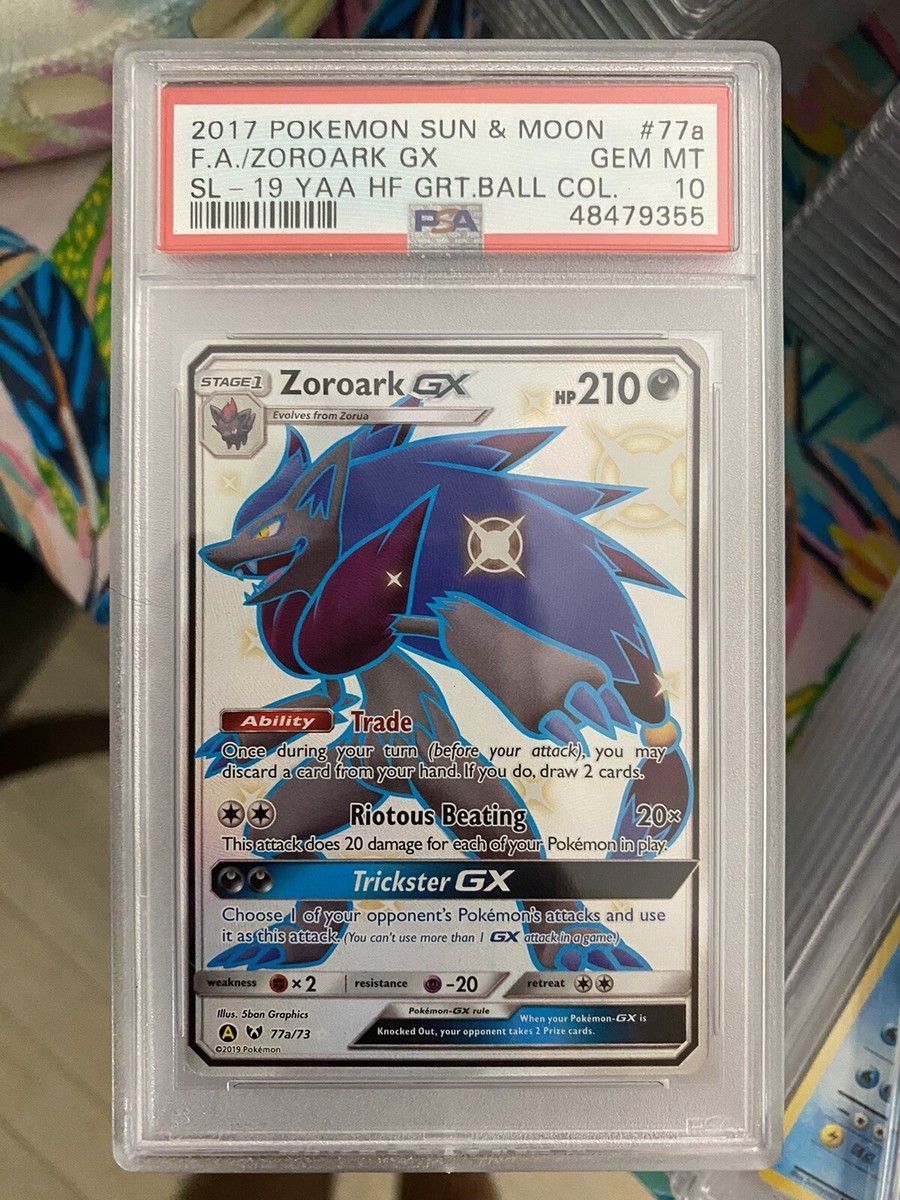 2017 POKEMON SUN & MOON #77a
F.A./ZOROARK GX GEM MT
SL - 19 YAA HF GRT.BALL COL. 10
PSA 48479355
STAGE1 Zoroark GX HP210
Evolves from Zorua
Ability Trade
Once during your turn (before your attack), you may
discard a card from your hand. If you do, draw 2 cards.
Riotous Beating 20×
This attack does 20 damage for each of your Pokémon in play.
Trickster GX
Choose 1 of your opponent's Pokémon's attacks and use
it as this attack. (You can't use more than 1 GX attack in a game.)
weakness ×2 resistance -20 retreat
Illus. 5ban Graphics
A 77a/73
©2019 Pokémon
Pokémon-GX rule When your Pokémon-GX is
Knocked Out, your opponent takes 2 Prize cards.